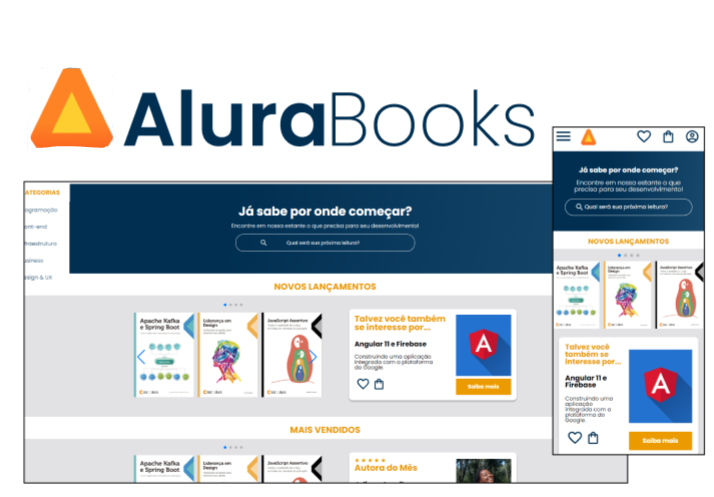 AluraBooks
ATEGORIAS
ogramação
ont-end
fraestrutura
usiness
esign & UX
Já sabe por onde começar?
Encontre em nossa estante o que precisa para seu desenvolvimento!
Qual será sua próxima leitura?
NOVOS LANÇAMENTOS
Apache Kafka
e Spring Boot
Liderança em
Design
JavaScript Assertivo
Talvez você também
se interesse por...
Angular 11 e Firebase
Construindo uma aplicação
integrada com a plataforma
do Google.
Saiba mais
MAIS VENDIDOS
Apache Kafka
e Spring Boot
Liderança em
Design
JavaScript Assertivo
Autora do Mês
Já sabe por onde começar?
Encontre em nossa estante o que
precisa para seu desenvolvimento!
Qual será sua próxima leitura?
NOVOS LANÇAMENTOS
Apache Kafka
e Spring Boot
Liderança em
Design
JavaScript Asser
Talvez você
também se
interesse por...
Angular 11 e
Firebase
Construindo uma
aplicação
integrada com a
plataforma do
Google.
Saiba mais